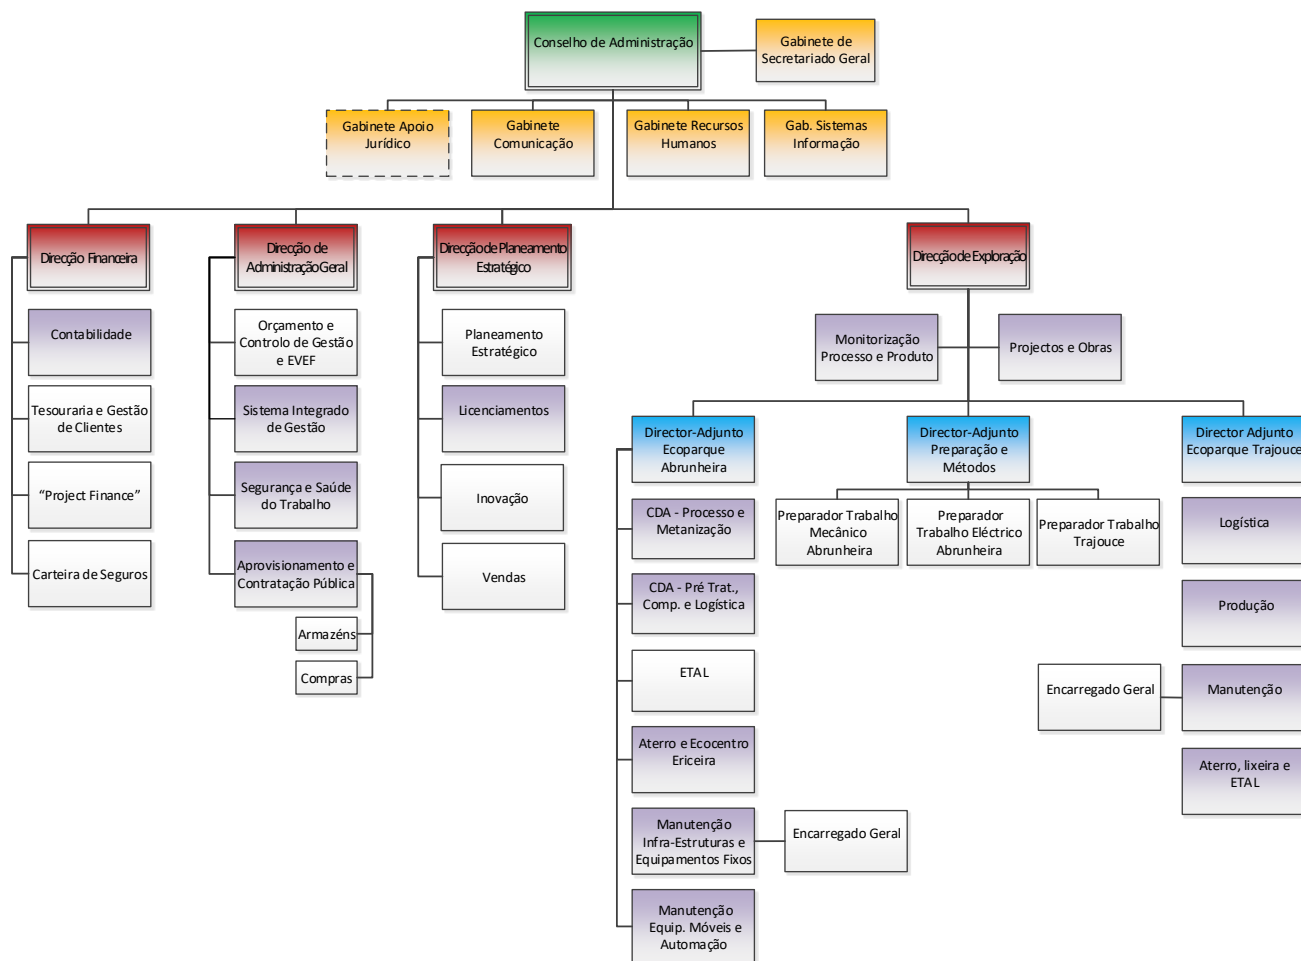 Conselho de Administração
Gabinete de
Secretariado Geral
Gabinete Apoio
Jurídico
Gabinete
Comunicação
Gabinete Recursos
Humanos
Gab. Sistemas
Informação
Direcção Financeira
Direcção de
Administração Geral
Direcção de Planeamento
Estratégico
Direcção de Exploração
Contabilidade
Tesouraria e Gestão
de Clientes
“Project Finance”
Carteira de Seguros
Orçamento e
Controlo de Gestão
e EVEF
Sistema Integrado
de Gestão
Segurança e Saúde
do Trabalho
Aprovisionamento e
Contratação Pública
Armazéns
Compras
Planeamento
Estratégico
Licenciamentos
Inovação
Vendas
Monitorização
Processo e Produto
Projectos e Obras
Director-Adjunto
Ecoparque
Abrunheira
Director-Adjunto
Preparação e
Métodos
Director Adjunto
Ecoparque Trajouce
CDA - Processo e
Metanização
CDA - Pré Trat.,
Comp. e Logística
ETAL
Aterro e Ecocentro
Ericeira
Manutenção
Infra-Estruturas e
Equipamentos Fixos
Encarregado Geral
Manutenção
Equip. Móveis e
Automação
Preparador Trabalho
Mecânico
Abrunheira
Preparador
Trabalho Eléctrico
Abrunheira
Preparador Trabalho
Trajouce
Logística
Produção
Encarregado Geral
Manutenção
Aterro, lixeira e
ETAL